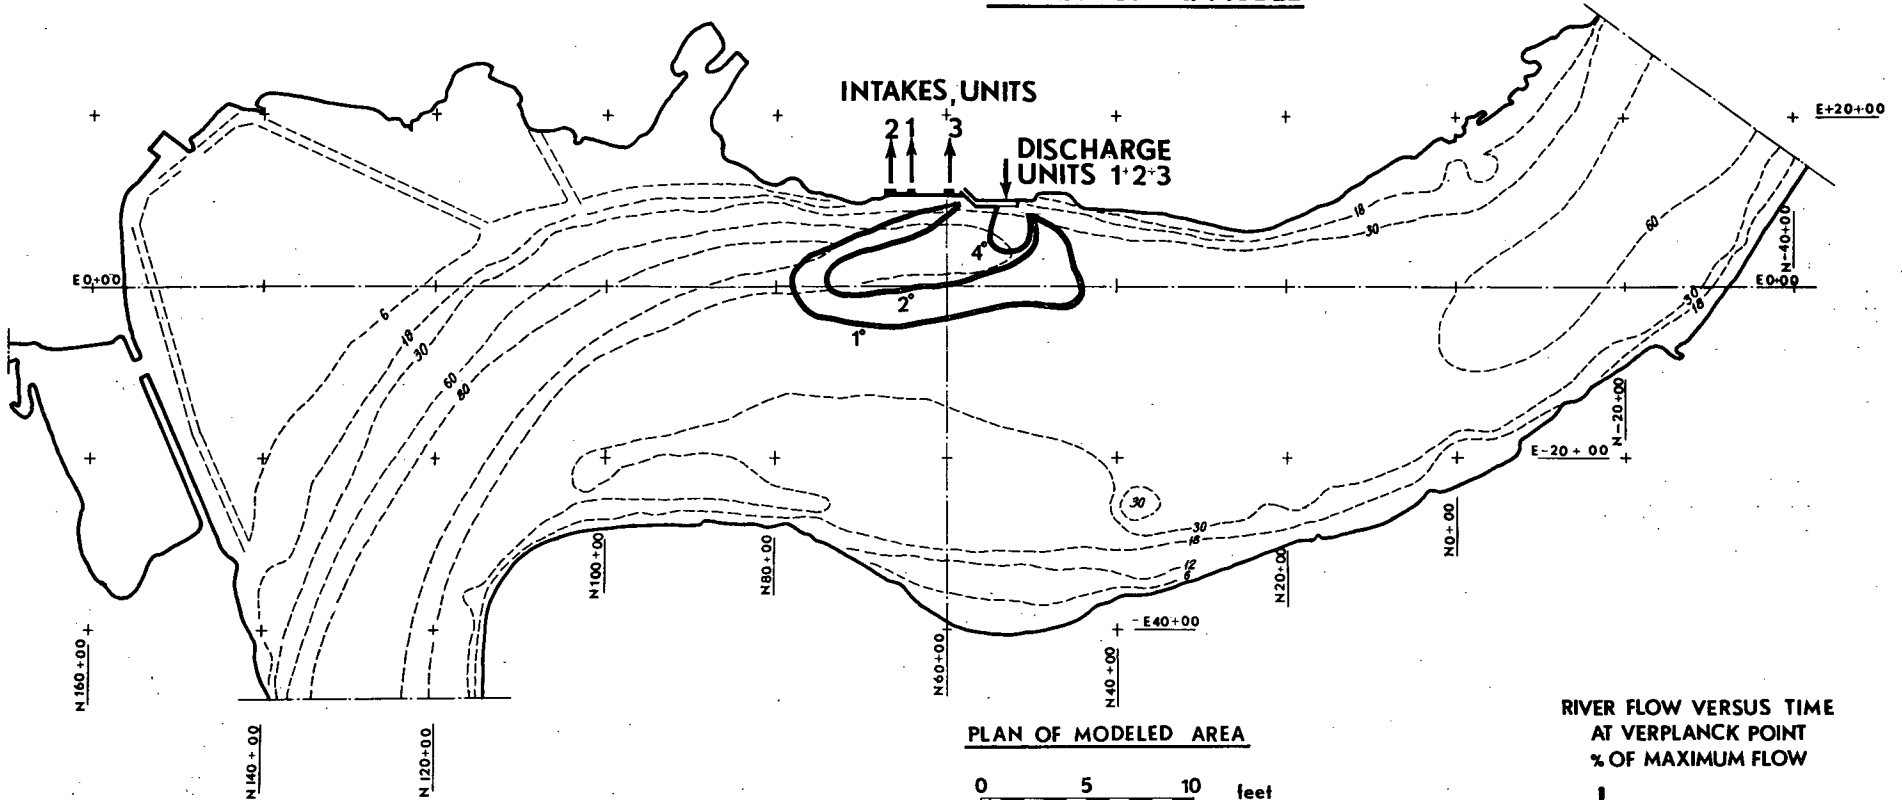 INTAKES, UNITS
2 1 3
DISCHARGE
UNITS 1+2+3
E+20+00
18
30
60
N-40+00
E0+00
E0+00
4°
2°
1°
6
18
30
60
80
30
18
N-20+00
E-20+00
30
30
18
12
6
N0+00
N20+00
N100+00
N80+00
-E40+00
N60+00
N40+00
N160+00
N140+00
N120+00
PLAN OF MODELED AREA
0 5 10 feet
RIVER FLOW VERSUS TIME
AT VERPLANCK POINT
% OF MAXIMUM FLOW